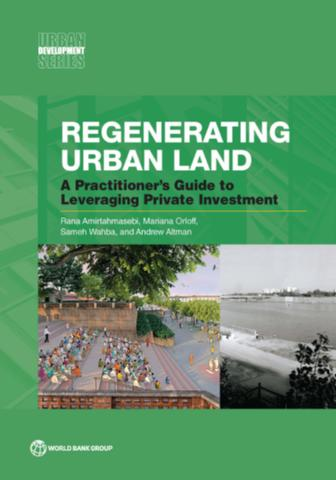 URBAN
DEVELOPMENT
SERIES
REGENERATING
URBAN LAND
A Practitioner's Guide to
Leveraging Private Investment
Rana Amirtahmasebi, Mariana Orloff,
Sameh Wahba, and Andrew Altman
WORLD BANK GROUP